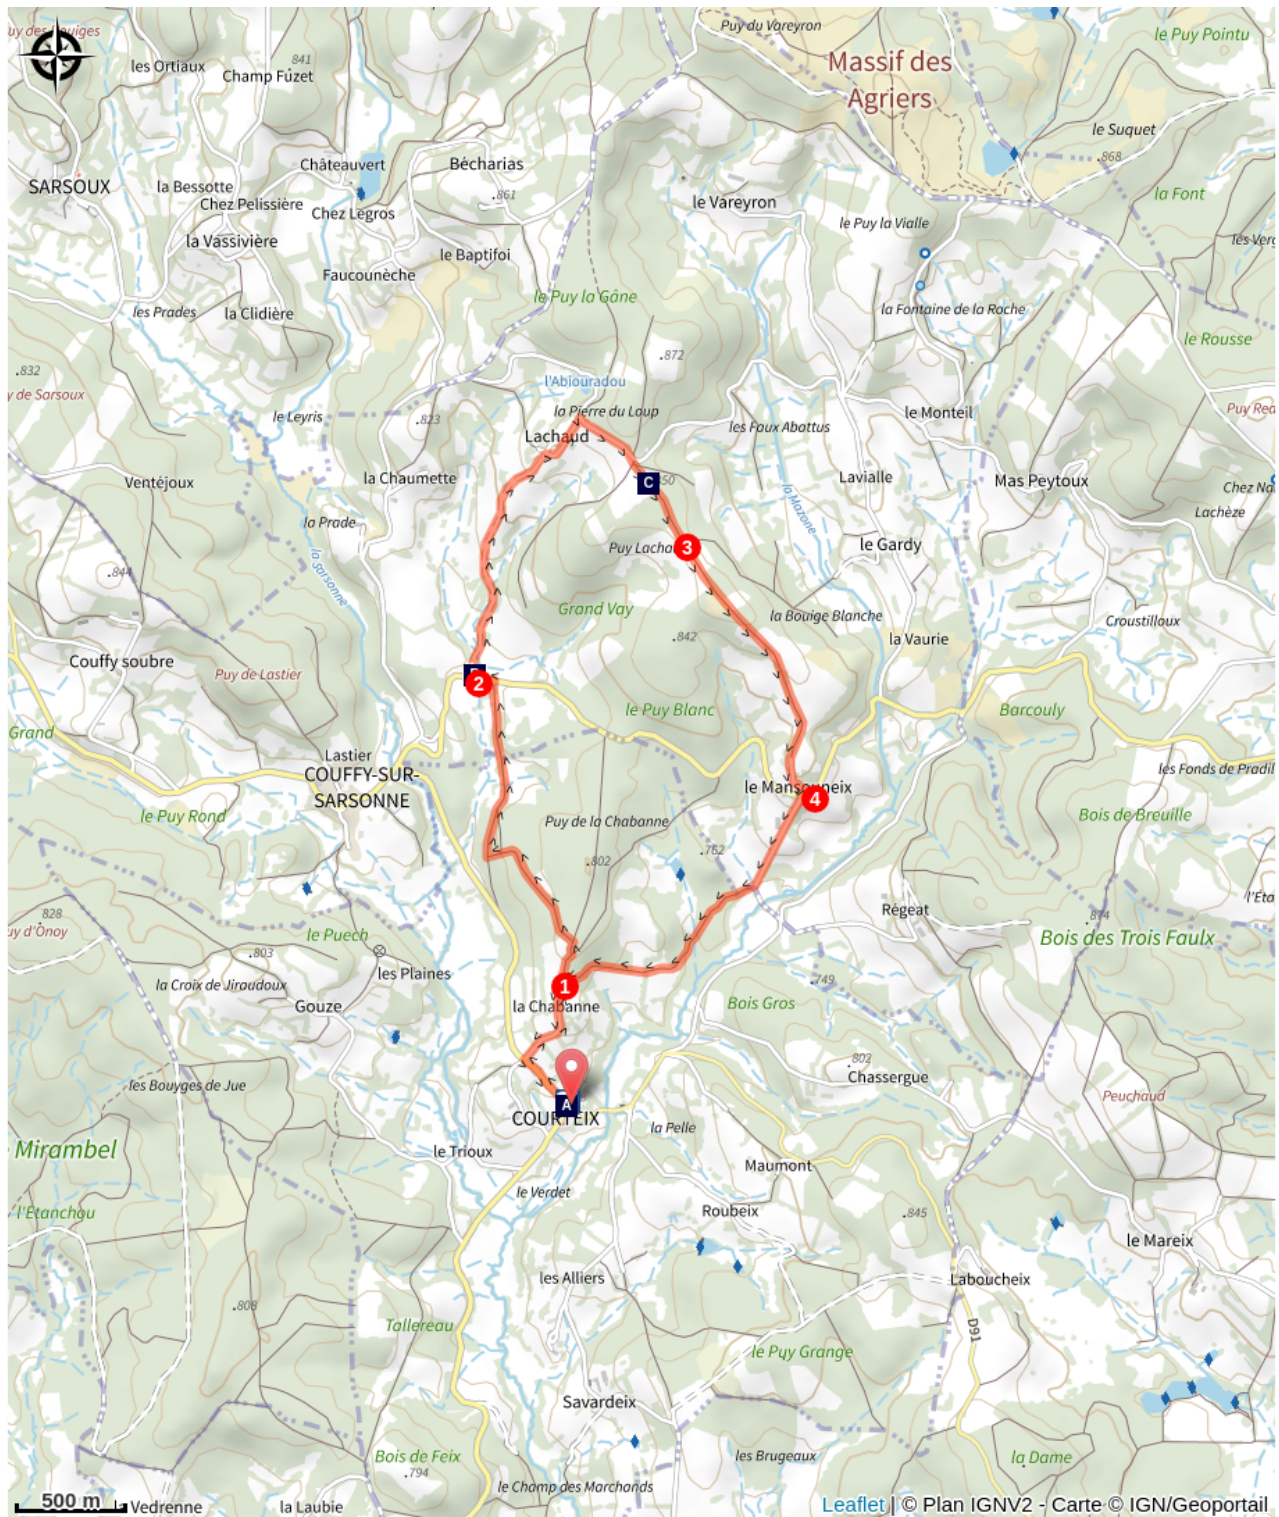 Puy du Vareyron
le Puy Pointu
les Ortiaux
841
Champ Fuzet
Massif des
Agriers
le Suquet
868
Châteauvert
Bécharias
SARSOUX
la Bessotte
Chez Pelissière
861
la Font
Chez Legros
le Vareyron
le Puy la Vialle
la Vassivière
le Baptifoi
Faucounèche
le Puy la Gâne
les Prades
la Clidière
la Fontaine de la Roche
le Rousse
872
832
l'Abiouradou
y de Sarsoux
le Leyris
823
la Pierre du Loup
les Faux Abattus
le Monteil
Lachaud
la Chaumette
Ventéjoux
C
Lavialle
Mas Peytoux
la Mazone
Lachèze
la Prade
3
le Gardy
844
la Sarsonne
Grand Vay
la Bouige Blanche
Croustilloux
842
la Vaurie
Couffy soubre
Puy de Lastier
2
le Puy Blanc
Barcouly
Grand
Lastier
COUFFY-SUR-
SARSONNE
4
le Puy Rond
Puy de la Chabanne
Bois de Breuille
762
802
828
Régeat
874
uy d'Onoy
le Puech
Bois des Trois Faulx
803
les Plaines
la Croix de Jiraudoux
1
749
Gouze
la Chabanne
Bois Gros
802
Chassergue
les Bouyges de Jue
Peuchaud
A
COURTEIX
la Pelle
Mirambel
le Trioux
Maumont
le Verdet
Roubeix
845
l'Étanchou
le Mareix
les Alliers
Laboucheix
808
Tallereau
D91
le Puy Grange
Savardeix
Bois de Feix
794
les Brugeaux
la Dame
le Champ des Marchands
500 m
Vedrenne
la Laubie
Leaflet | © Plan IGNV2 - Carte © IGN/Geoportail